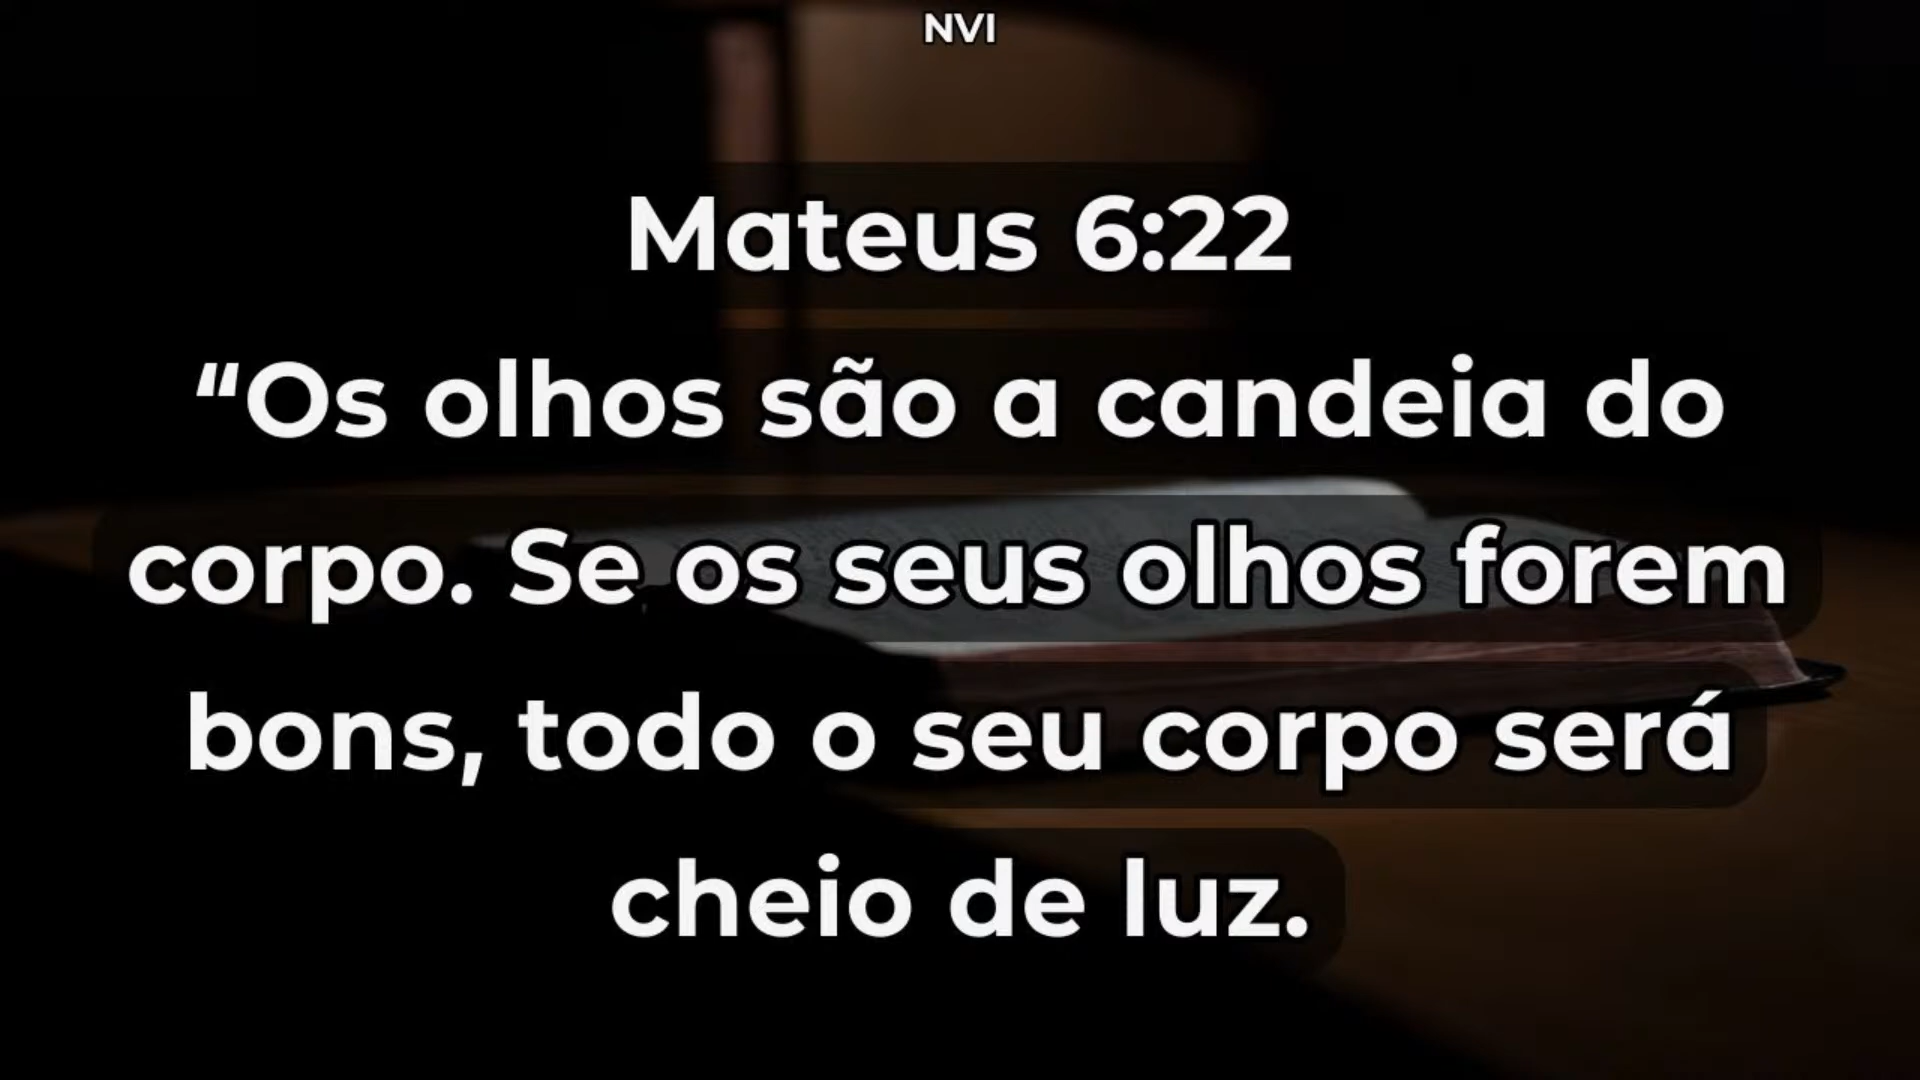 NVI
Mateus 6:22
“Os olhos são a candeia do
corpo. Se os seus olhos forem
bons, todo o seu corpo será
cheio de luz.